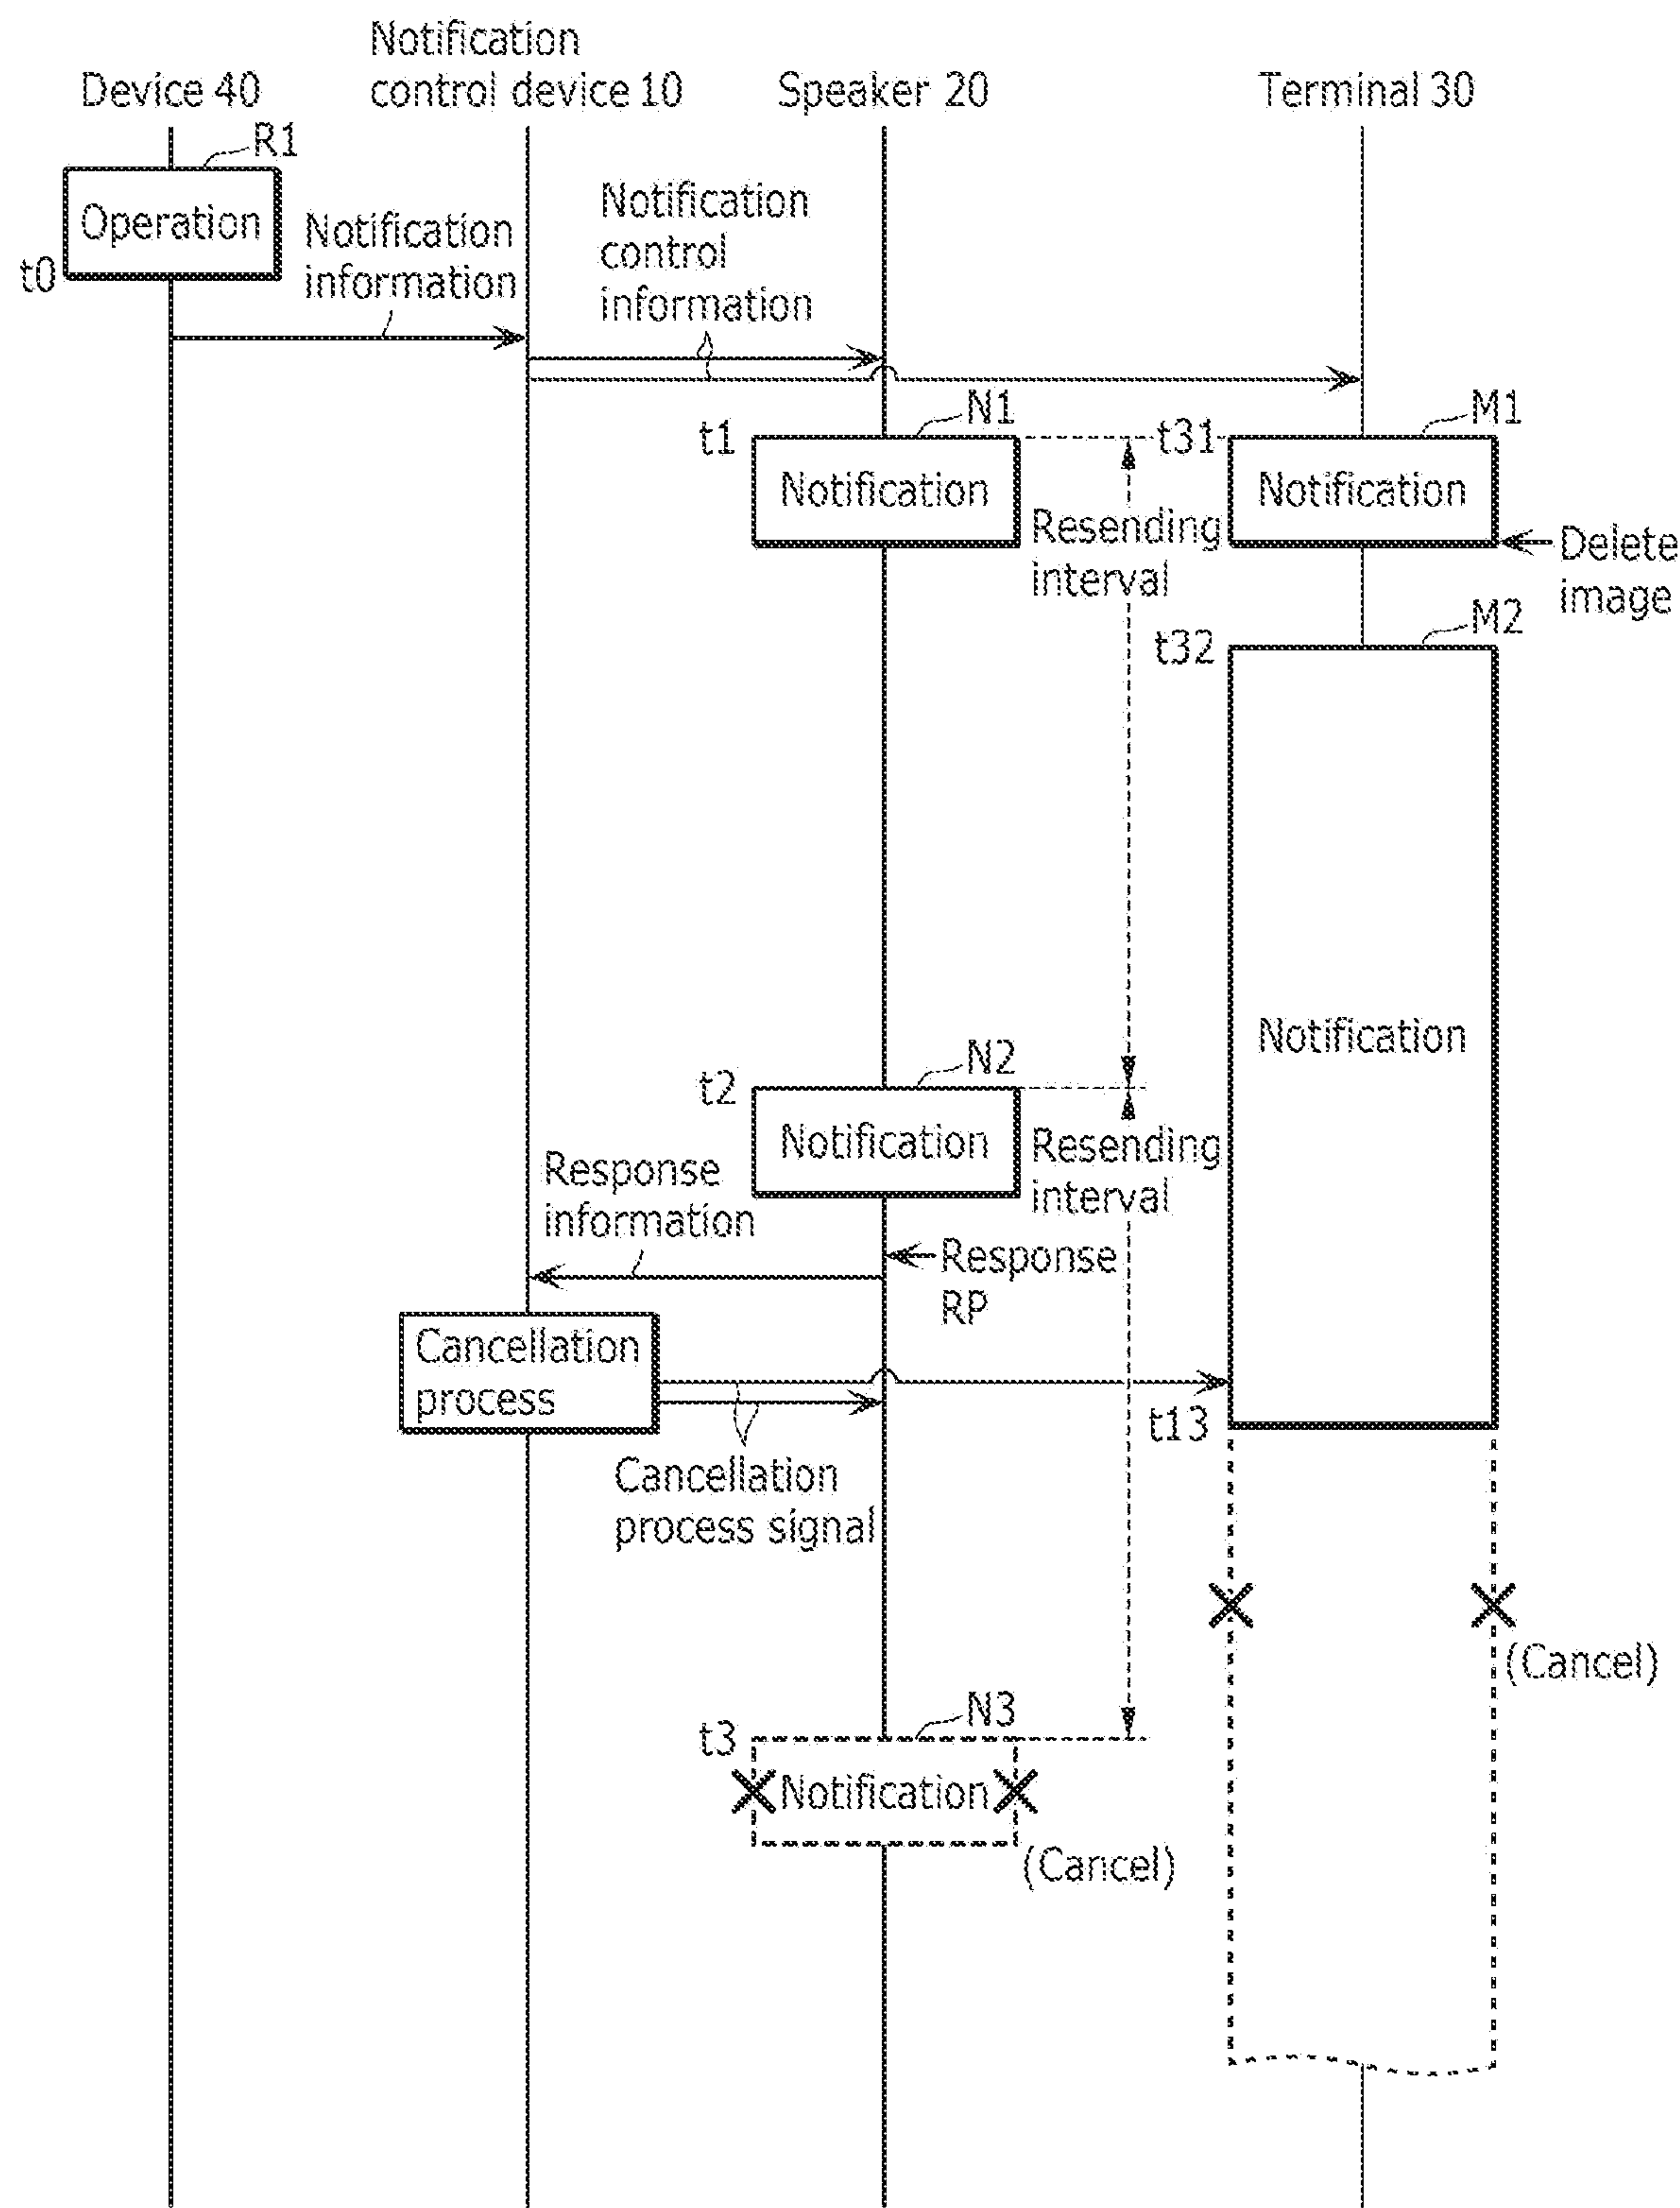 Notification
Device 40
control device 10
Speaker 20
Terminal 30
R1
Operation
t0
Notification
information
Notification
control
information
N1
t1
Notification
t31
M1
Notification
Resending
interval
Delete
image
M2
t32
Notification
N2
t2
Notification
Resending
interval
Response
information
Response
RP
Cancellation
process
t13
Cancellation
process signal
(Cancel)
N3
t3
Notification
(Cancel)